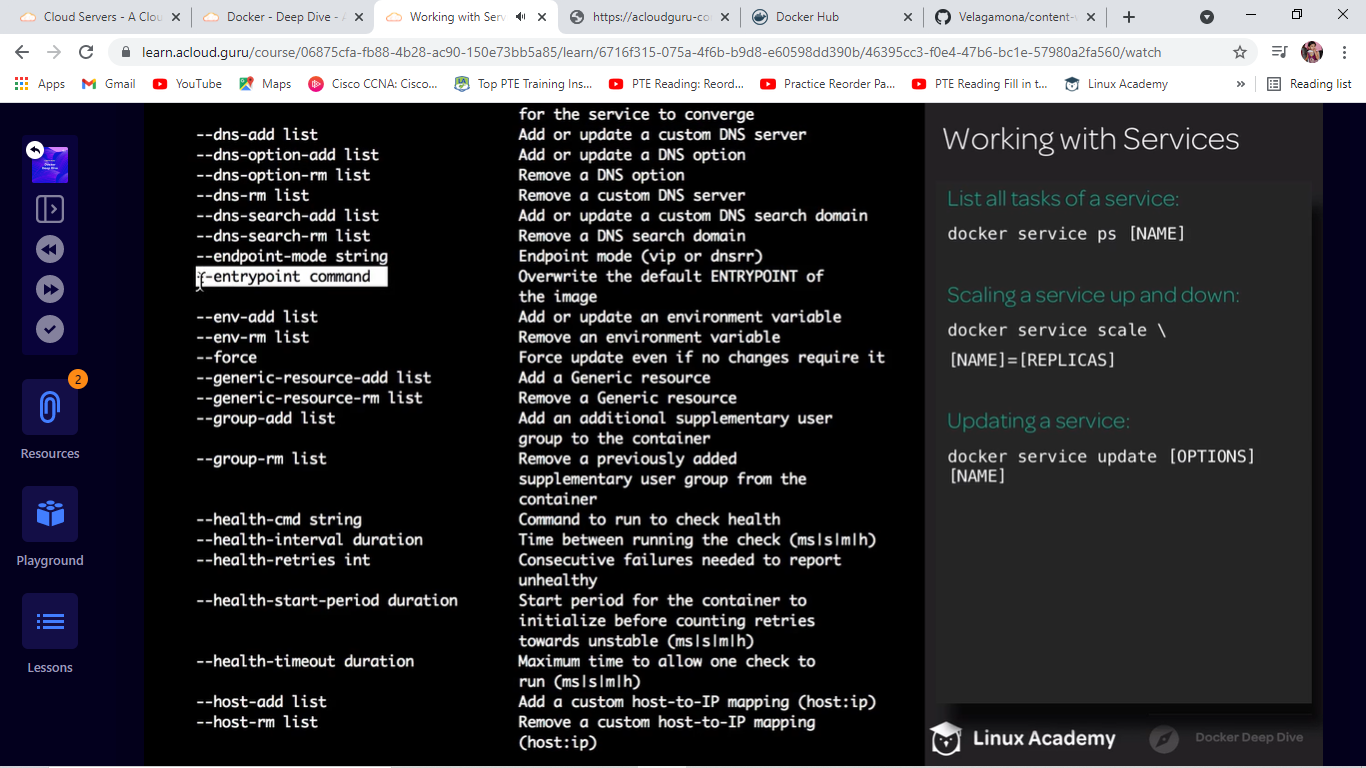 Cloud Servers - A Clou
Docker - Deep Dive - A
Working with Serv
https://acloudguru-co
Docker Hub
Velagamona/content-
learn.acloud.guru/course/06875cfa-fb88-4b28-ac90-150e73bb5a85/learn/6716f315-075a-4f6b-b9d8-e60598dd390b/46395cc3-f0e4-47b6-bc1e-57980a2fa560/watch
Apps
Gmail
YouTube
Maps
Cisco CCNA: Cisco...
Top PTE Training Ins...
PTE Reading: Reord...
Practice Reorder Pa...
PTE Reading Fill in t...
Linux Academy
»
Reading list
Docker
Deep Dive
2
Resources
Playground
Lessons
for the service to converge
--dns-add list Add or update a custom DNS server
--dns-option-add list Add or update a DNS option
--dns-option-rm list Remove a DNS option
--dns-rm list Remove a custom DNS server
--dns-search-add list Add or update a custom DNS search domain
--dns-search-rm list Remove a DNS search domain
--endpoint-mode string Endpoint mode (vip or dnsrr)
--entrypoint command Overwrite the default ENTRYPOINT of
the image
--env-add list Add or update an environment variable
--env-rm list Remove an environment variable
--force Force update even if no changes require it
--generic-resource-add list Add a Generic resource
--generic-resource-rm list Remove a Generic resource
--group-add list Add an additional supplementary user
group to the container
--group-rm list Remove a previously added
supplementary user group from the
container
--health-cmd string Command to run to check health
--health-interval duration Time between running the check (ms|s|m|h)
--health-retries int Consecutive failures needed to report
unhealthy
--health-start-period duration Start period for the container to
initialize before counting retries
towards unstable (ms|s|m|h)
--health-timeout duration Maximum time to allow one check to
run (ms|s|m|h)
--host-add list Add a custom host-to-IP mapping (host:ip)
--host-rm list Remove a custom host-to-IP mapping
(host:ip)
Working with Services
List all tasks of a service:
docker service ps [NAME]
Scaling a service up and down:
docker service scale \
[NAME]=[REPLICAS]
Updating a service:
docker service update [OPTIONS]
[NAME]
Linux Academy
Docker Deep Dive